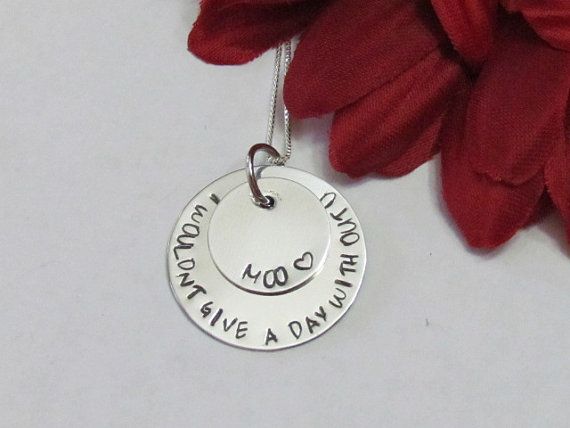 I WOULDNT GIVE A DAY WITH OUT U
MOO ♡